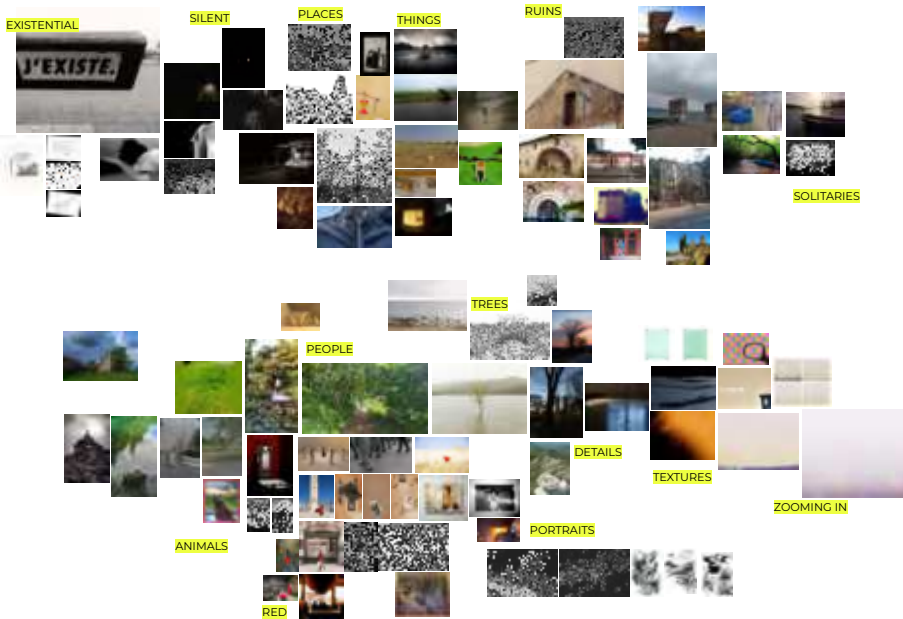 EXISTENTIAL
SILENT
PLACES
THINGS
RUINS
J'EXISTE.
SOLITARIES
TREES
PEOPLE
DETAILS
TEXTURES
ZOOMING IN
PORTRAITS
ANIMALS
RED